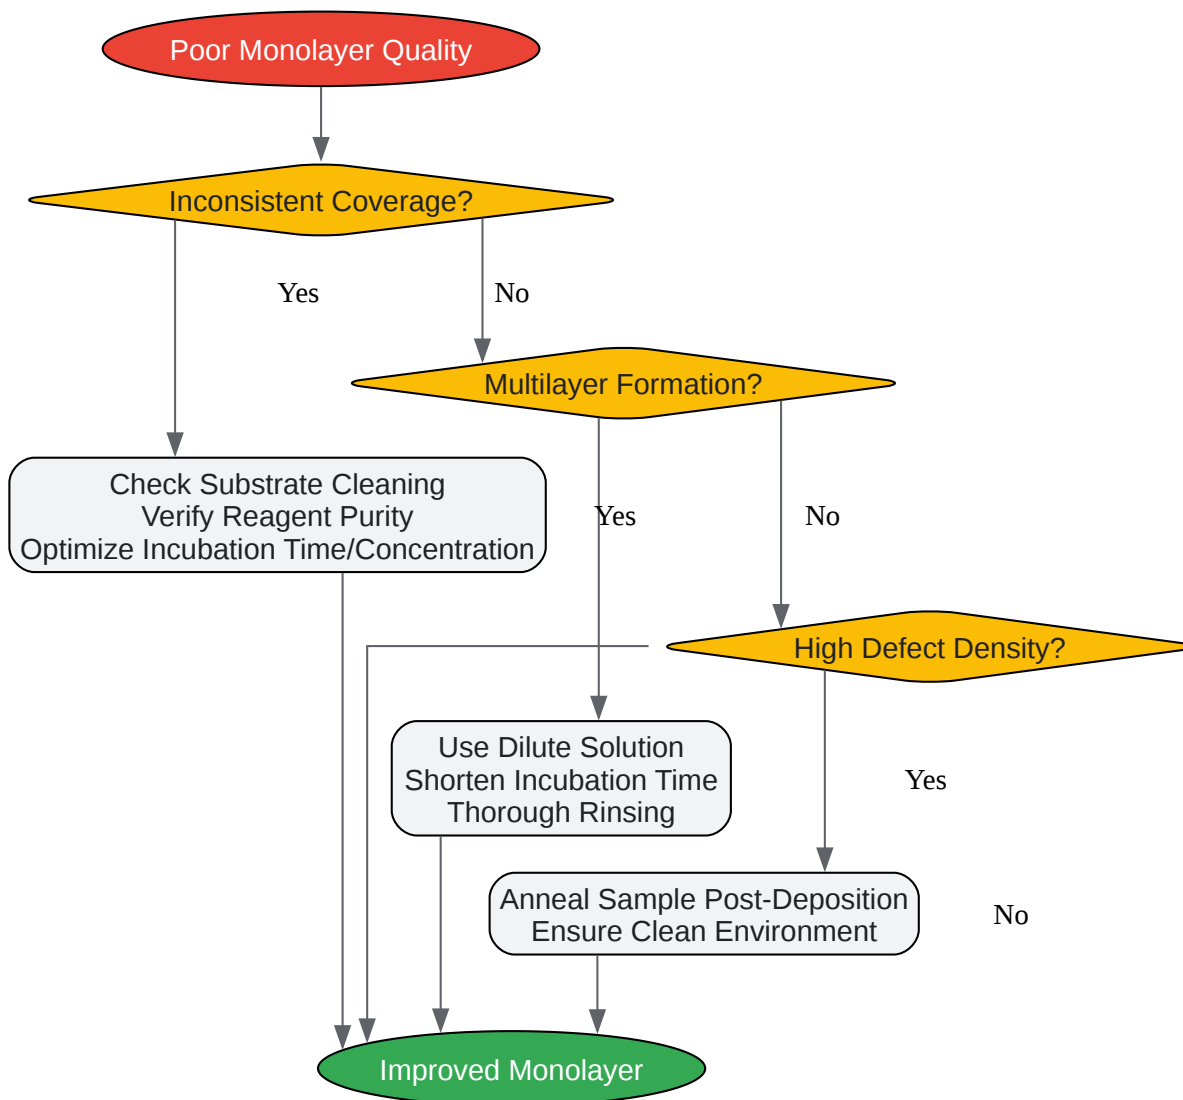 Poor Monolayer Quality
Inconsistent Coverage?
Yes
No
Multilayer Formation?
Check Substrate Cleaning
Verify Reagent Purity
Optimize Incubation Time/Concentration
Yes
No
High Defect Density?
Use Dilute Solution
Shorten Incubation Time
Thorough Rinsing
Yes
Anneal Sample Post-Deposition
Ensure Clean Environment
No
Improved Monolayer